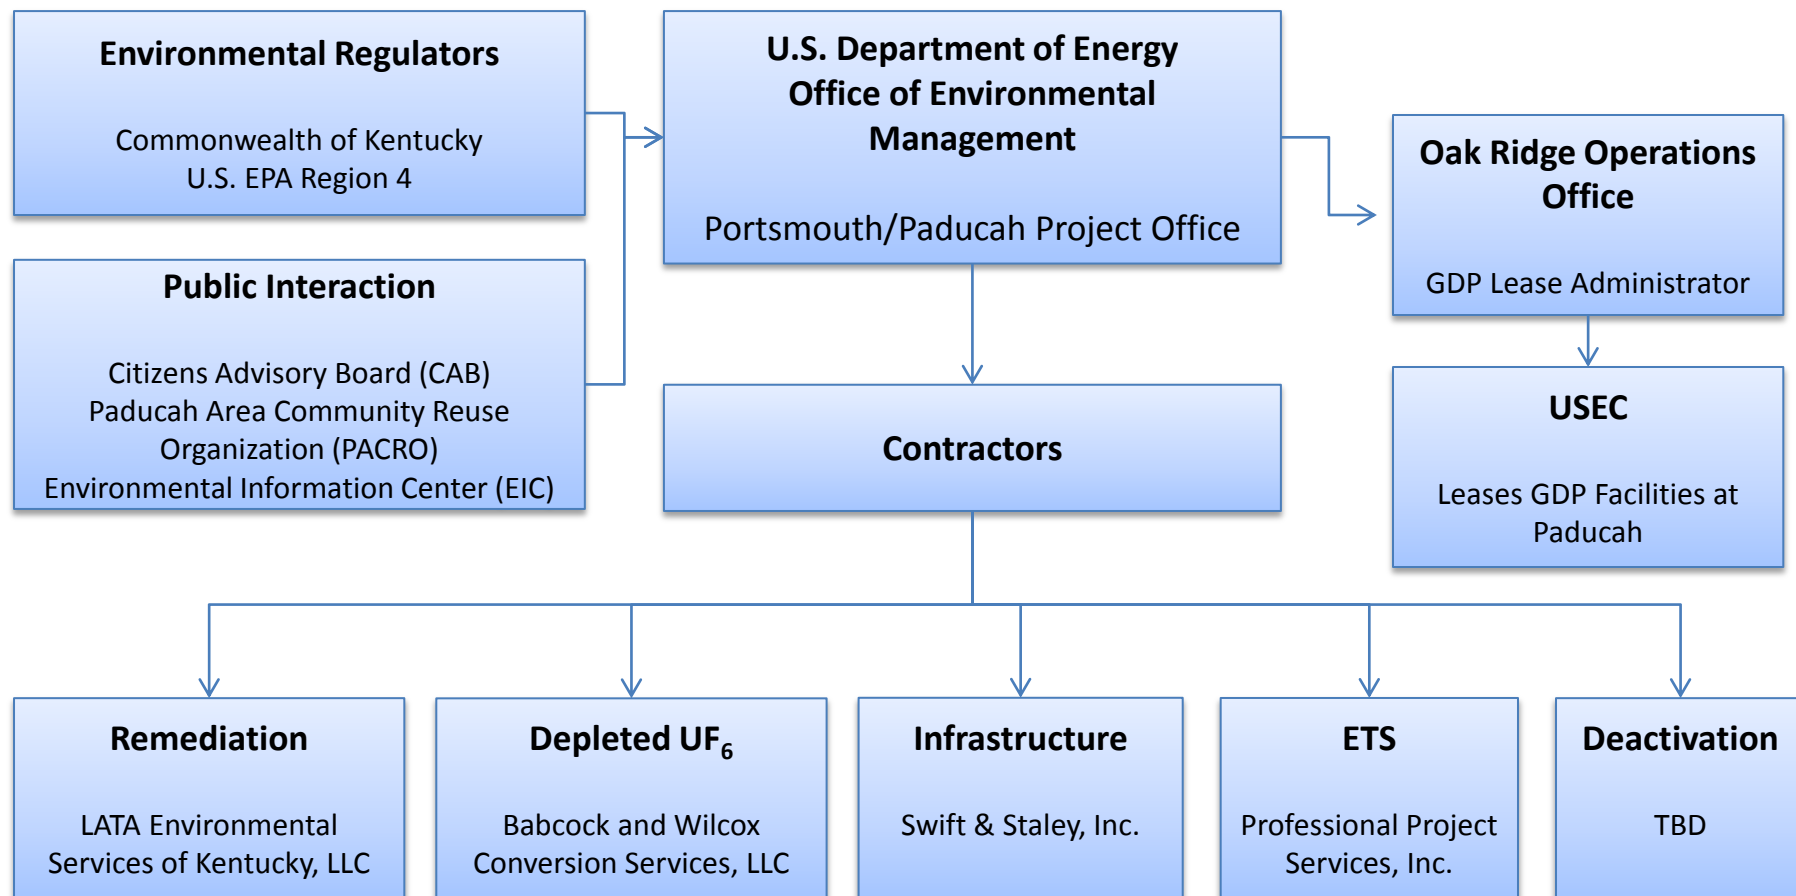 Environmental Regulators
Commonwealth of Kentucky
U.S. EPA Region 4
U.S. Department of Energy
Office of Environmental
Management
Portsmouth/Paducah Project Office
Oak Ridge Operations
Office
GDP Lease Administrator
Public Interaction
Citizens Advisory Board (CAB)
Paducah Area Community Reuse
Organization (PACRO)
Environmental Information Center (EIC)
Contractors
USEC
Leases GDP Facilities at
Paducah
Remediation
LATA Environmental
Services of Kentucky, LLC
Depleted UF₆
Babcock and Wilcox
Conversion Services, LLC
Infrastructure
Swift & Staley, Inc.
ETS
Professional Project
Services, Inc.
Deactivation
TBD